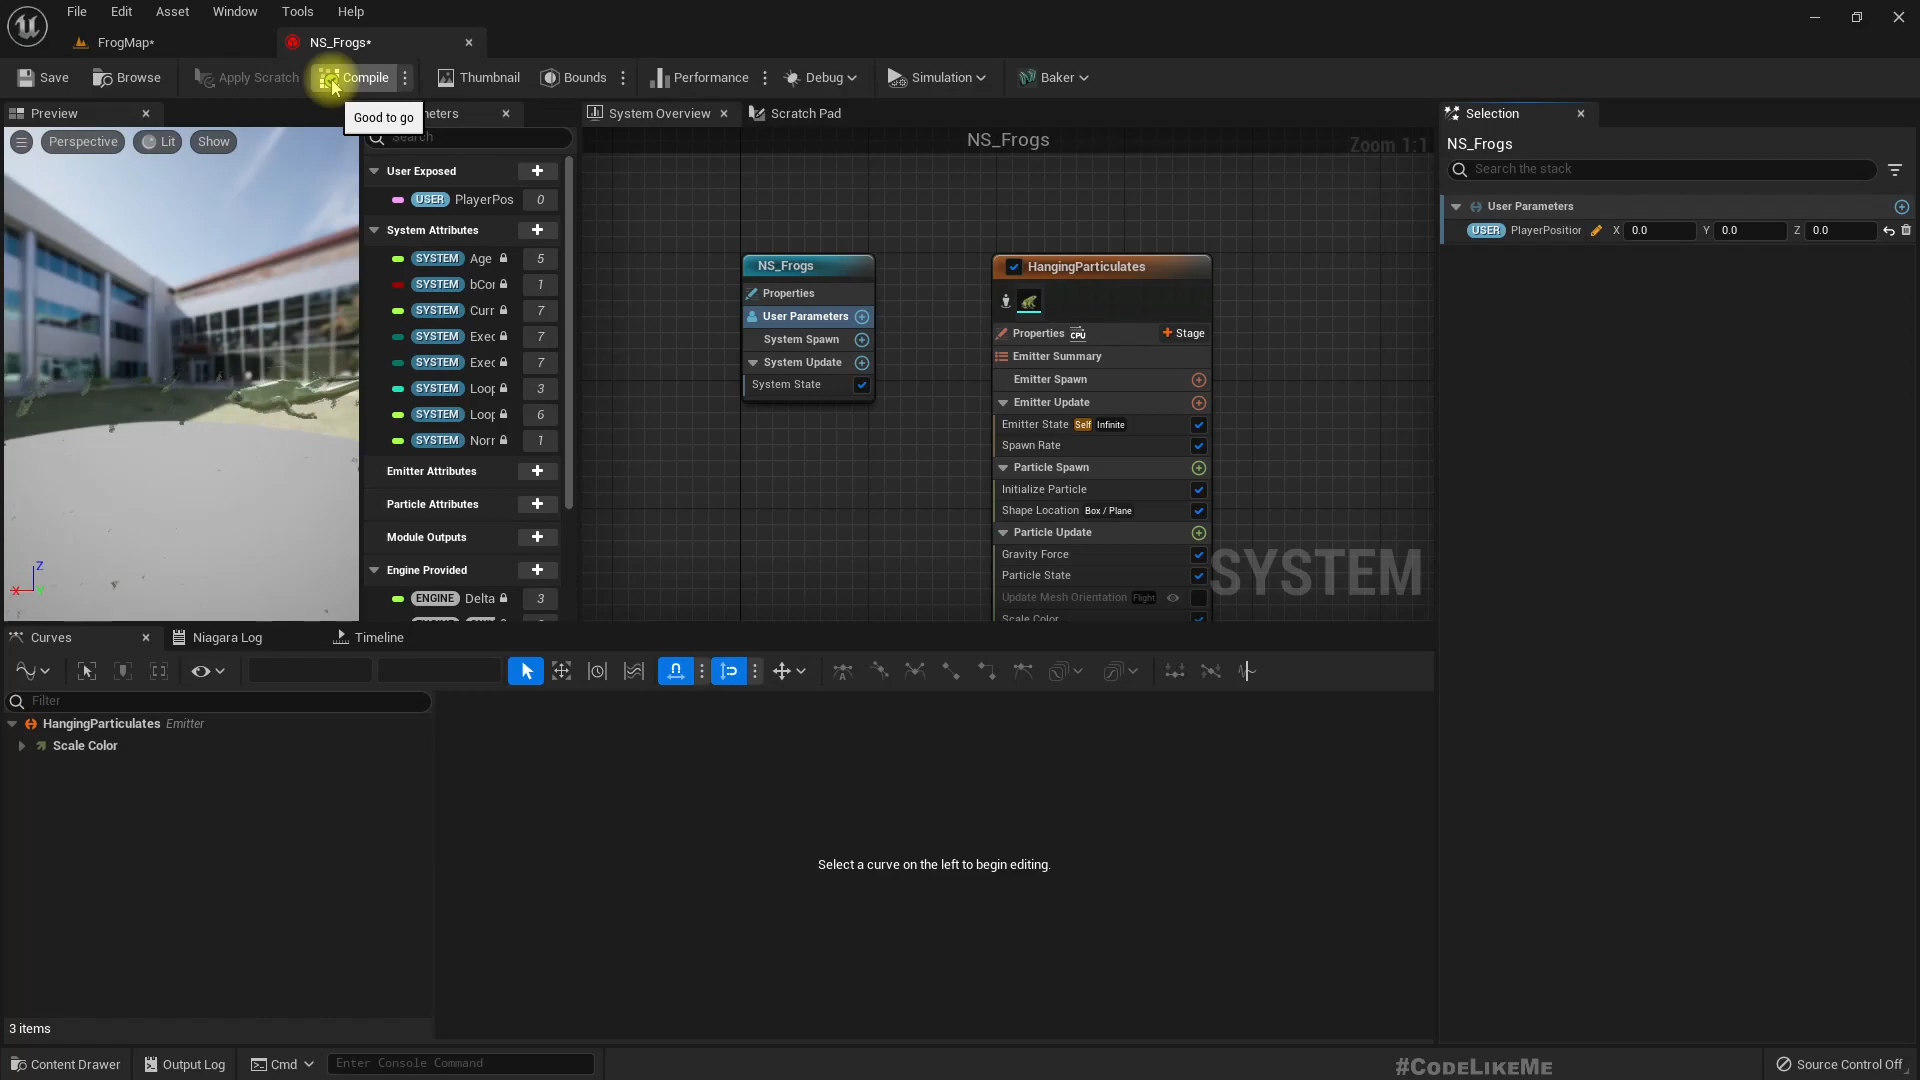 File Edit Asset Window Tools Help
FrogMap* NS_Frogs*
Save Browse Apply Scratch Compile Thumbnail Bounds Performance Debug Simulation Baker
Good to go
Preview meters System Overview Scratch Pad Selection
Perspective Lit Show
Search
NS_Frogs
Zoom 1:1
NS_Frogs
Search the stack
User Exposed
USER PlayerPos 0
System Attributes
SYSTEM Age 5
SYSTEM bCor 1
SYSTEM Curr 7
SYSTEM Exec 7
SYSTEM Exec 7
SYSTEM Loop 3
SYSTEM Loop 6
SYSTEM Norr 1
Emitter Attributes
Particle Attributes
Module Outputs
Engine Provided
ENGINE Delta 3
Z
X
NS_Frogs
Properties
User Parameters
System Spawn
System Update
System State
HangingParticulates
Properties CPU Stage
Emitter Summary
Emitter Spawn
Emitter Update
Emitter State Self Infinite
Spawn Rate
Particle Spawn
Initialize Particle
Shape Location Box / Plane
Particle Update
Gravity Force
Particle State
Update Mesh Orientation Flight
Scale Color
SYSTEM
User Parameters
USER PlayerPosition X 0.0 Y 0.0 Z 0.0
Curves Niagara Log Timeline
Filter
HangingParticulates Emitter
Scale Color
Select a curve on the left to begin editing.
3 items
Content Drawer Output Log Cmd Enter Console Command
#CodeLikeMe
Source Control Off